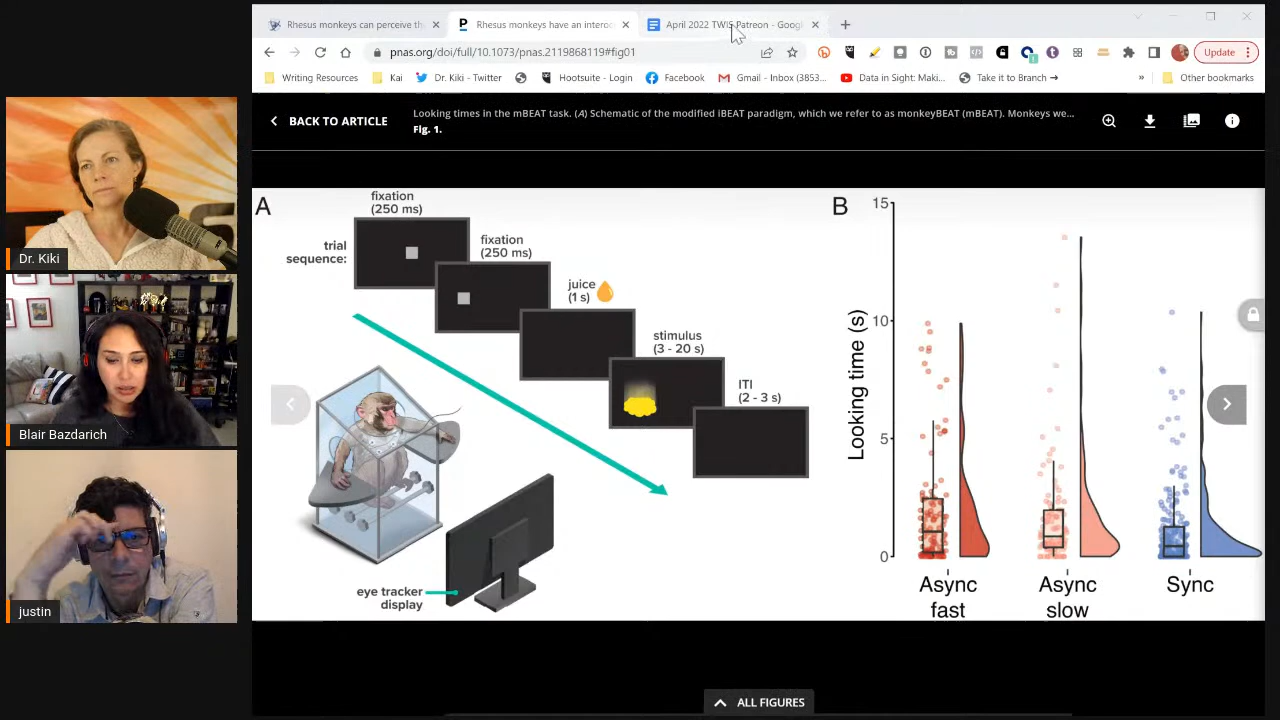 Rhesus monkeys can perceive th
Rhesus monkeys have an interoc
April 2022 TWIS Patreon - Googl
pnas.org/doi/full/10.1073/pnas.2119868119#fig01
Update
Writing Resources
Kai
Dr. Kiki - Twitter
Hootsuite - Login
Facebook
Gmail - Inbox (3853...
Data in Sight: Maki...
Take it to Branch →
»
Other bookmarks
BACK TO ARTICLE
Looking times in the mBEAT task. (A) Schematic of the modified iBEAT paradigm, which we refer to as monkeyBEAT (mBEAT). Monkeys we...
Fig. 1.
A
fixation
(250 ms)
trial
sequence:
fixation
(250 ms)
juice
(1 s)
stimulus
(3 - 20 s)
ITI
(2 - 3 s)
eye tracker
display
B
Looking time (s)
15
10
5
0
Async
fast
Async
slow
Sync
ALL FIGURES
Dr. Kiki
Blair Bazdarich
justin